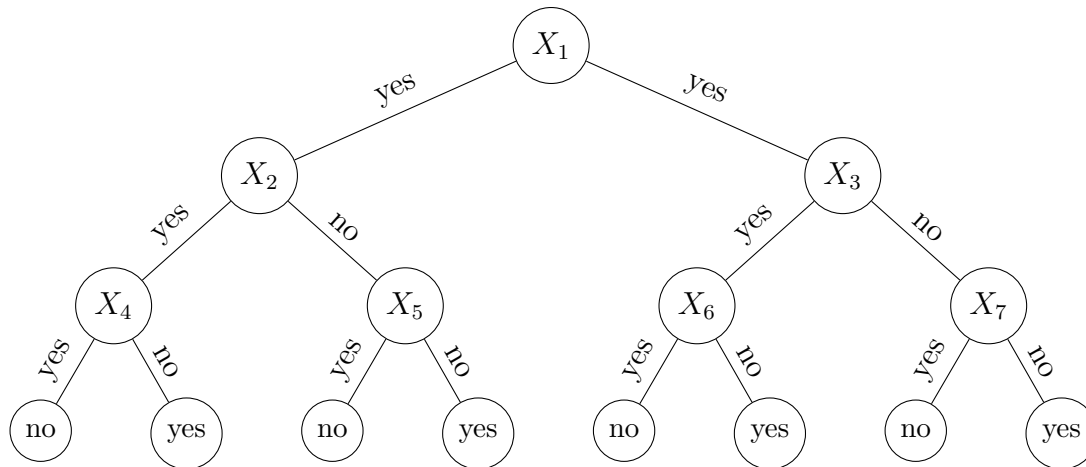 X₁
yes yes
X₂ X₃
yes no yes no
X₄ X₅ X₆ X₇
yes no yes no yes no yes no
no yes no yes no yes no yes